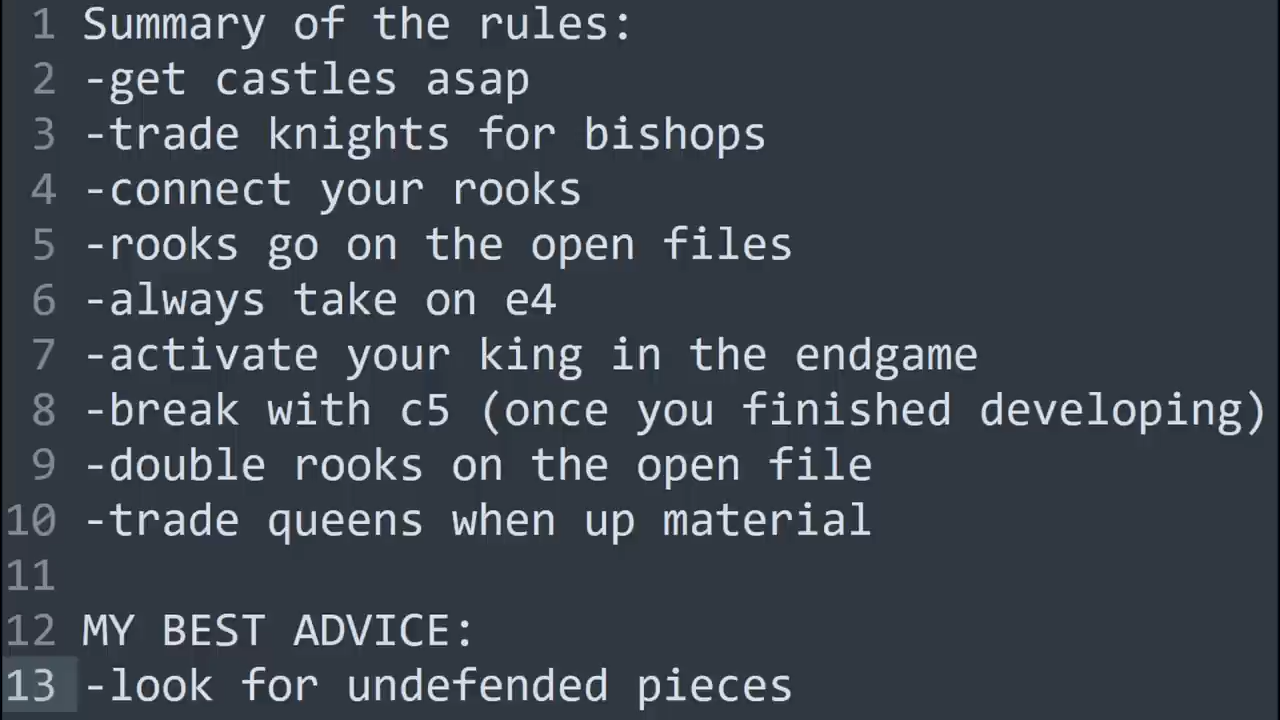 1 Summary of the rules:
2 -get castles asap
3 -trade knights for bishops
4 -connect your rooks
5 -rooks go on the open files
6 -always take on e4
7 -activate your king in the endgame
8 -break with c5 (once you finished developing)
9 -double rooks on the open file
10 -trade queens when up material
11
12 MY BEST ADVICE:
13 -look for undefended pieces